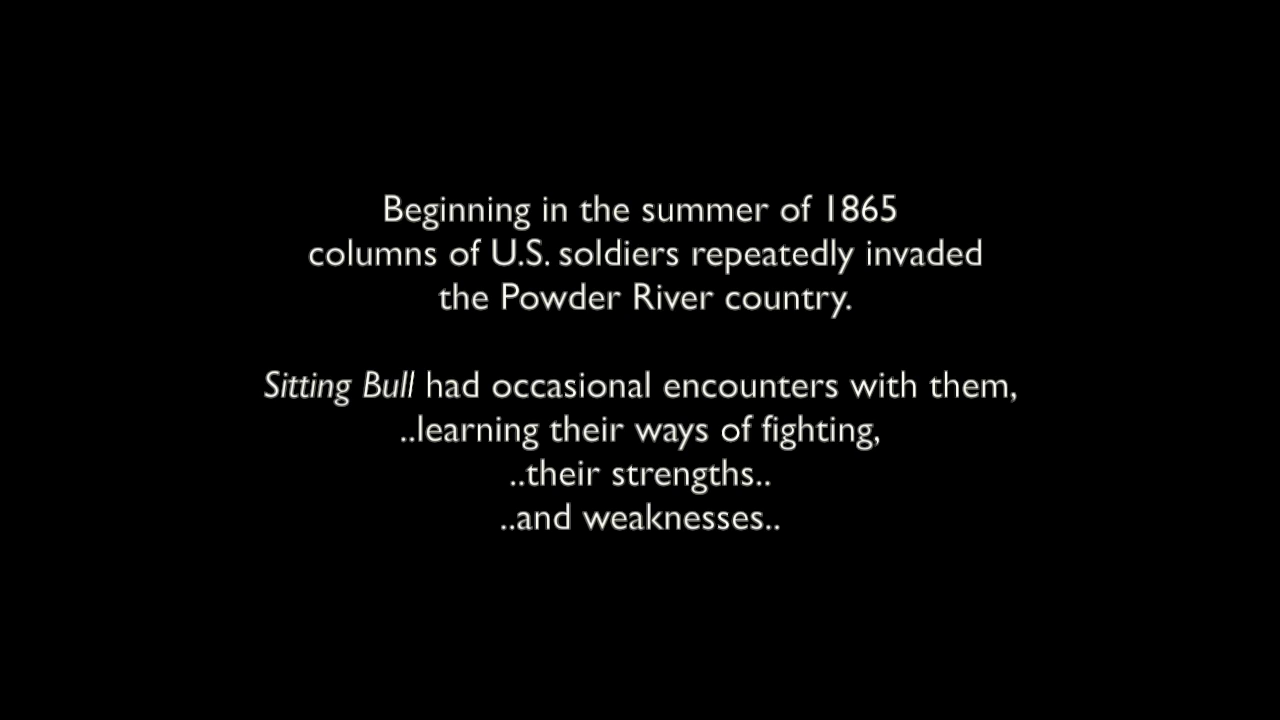 Beginning in the summer of 1865
columns of U.S. soldiers repeatedly invaded
the Powder River country.
Sitting Bull had occasional encounters with them,
..learning their ways of fighting,
..their strengths..
..and weaknesses..